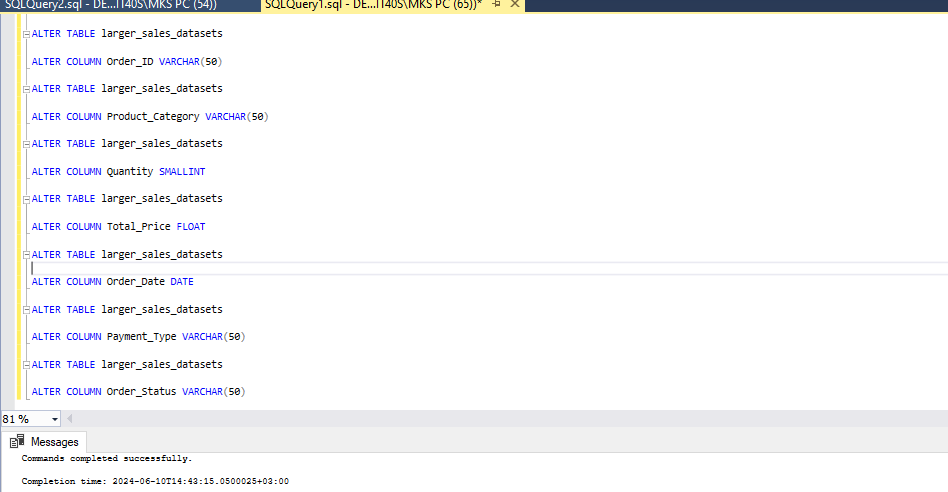 SQLQuery2.sql - DE...IT40S\MKS PC (54))
SQLQuery1.sql - DE...IT40S\MKS PC (65))*
ALTER TABLE larger_sales_datasets
ALTER COLUMN Order_ID VARCHAR(50)
ALTER TABLE larger_sales_datasets
ALTER COLUMN Product_Category VARCHAR(50)
ALTER TABLE larger_sales_datasets
ALTER COLUMN Quantity SMALLINT
ALTER TABLE larger_sales_datasets
ALTER COLUMN Total_Price FLOAT
ALTER TABLE larger_sales_datasets
ALTER COLUMN Order_Date DATE
ALTER TABLE larger_sales_datasets
ALTER COLUMN Payment_Type VARCHAR(50)
ALTER TABLE larger_sales_datasets
ALTER COLUMN Order_Status VARCHAR(50)
81 %
Messages
Commands completed successfully.
Completion time: 2024-06-10T14:43:15.0500025+03:00